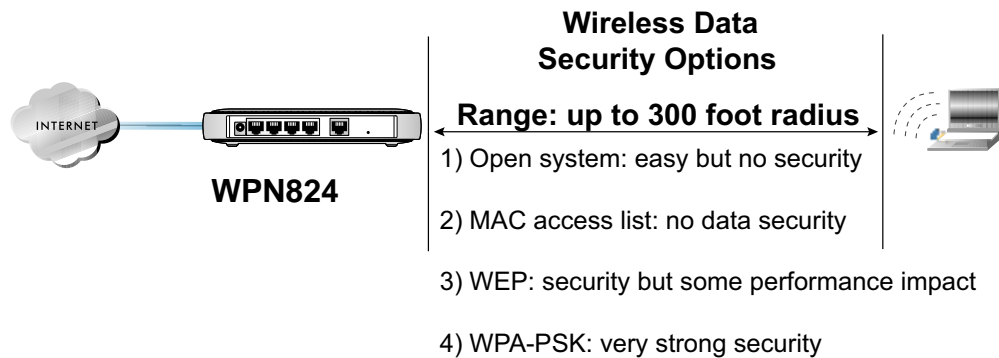 Wireless Data
Security Options
INTERNET
Range: up to 300 foot radius
WPN824
1) Open system: easy but no security
2) MAC access list: no data security
3) WEP: security but some performance impact
4) WPA-PSK: very strong security